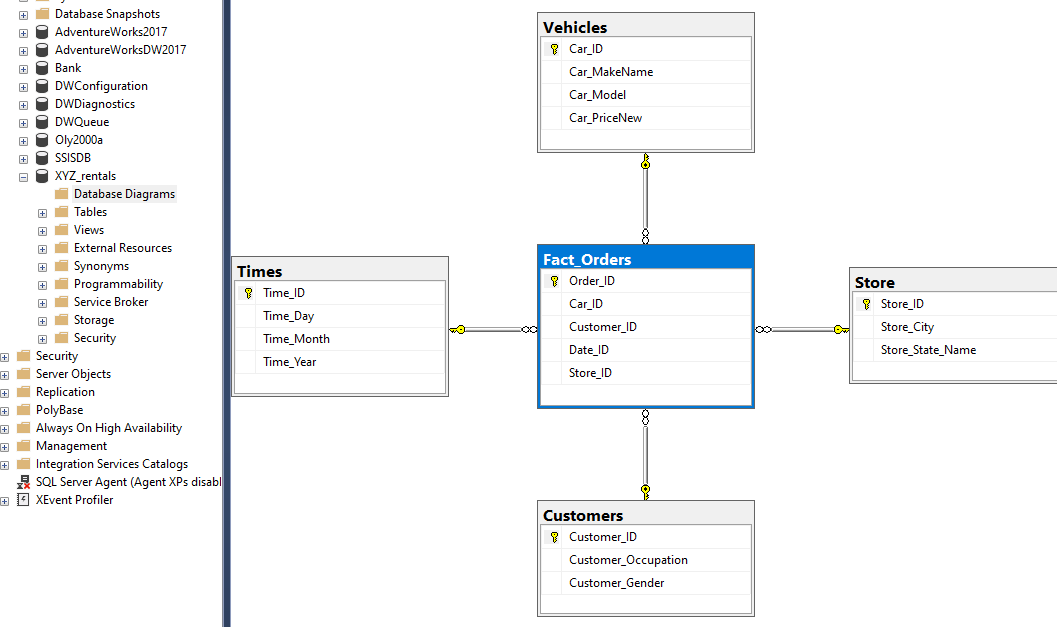 Database Snapshots
AdventureWorks2017
AdventureWorksDW2017
Bank
DWConfiguration
DWDiagnostics
DWQueue
Oly2000a
SSISDB
XYZ_rentals
Database Diagrams
Tables
Views
External Resources
Synonyms
Programmability
Service Broker
Storage
Security
Security
Server Objects
Replication
PolyBase
Always On High Availability
Management
Integration Services Catalogs
SQL Server Agent (Agent XPs disabl
XEvent Profiler
Vehicles
Car_ID
Car_MakeName
Car_Model
Car_PriceNew
Times
Time_ID
Time_Day
Time_Month
Time_Year
Fact_Orders
Order_ID
Car_ID
Customer_ID
Date_ID
Store_ID
Store
Store_ID
Store_City
Store_State_Name
Customers
Customer_ID
Customer_Occupation
Customer_Gender